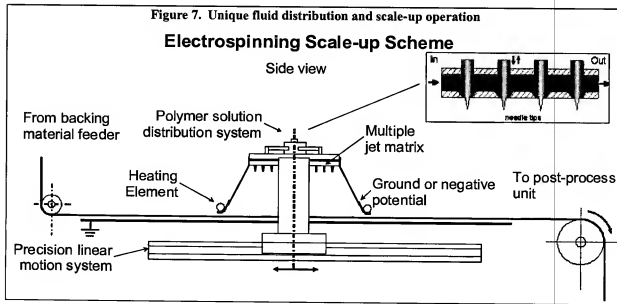 Figure 7. Unique fluid distribution and scale-up operation
Electrospinning Scale-up Scheme
Side view
In
Out
needle tips
From backing
material feeder
Polymer solution
distribution system
Multiple
jet matrix
Heating
Element
Ground or negative
potential
To post-process
unit
Precision linear
motion system